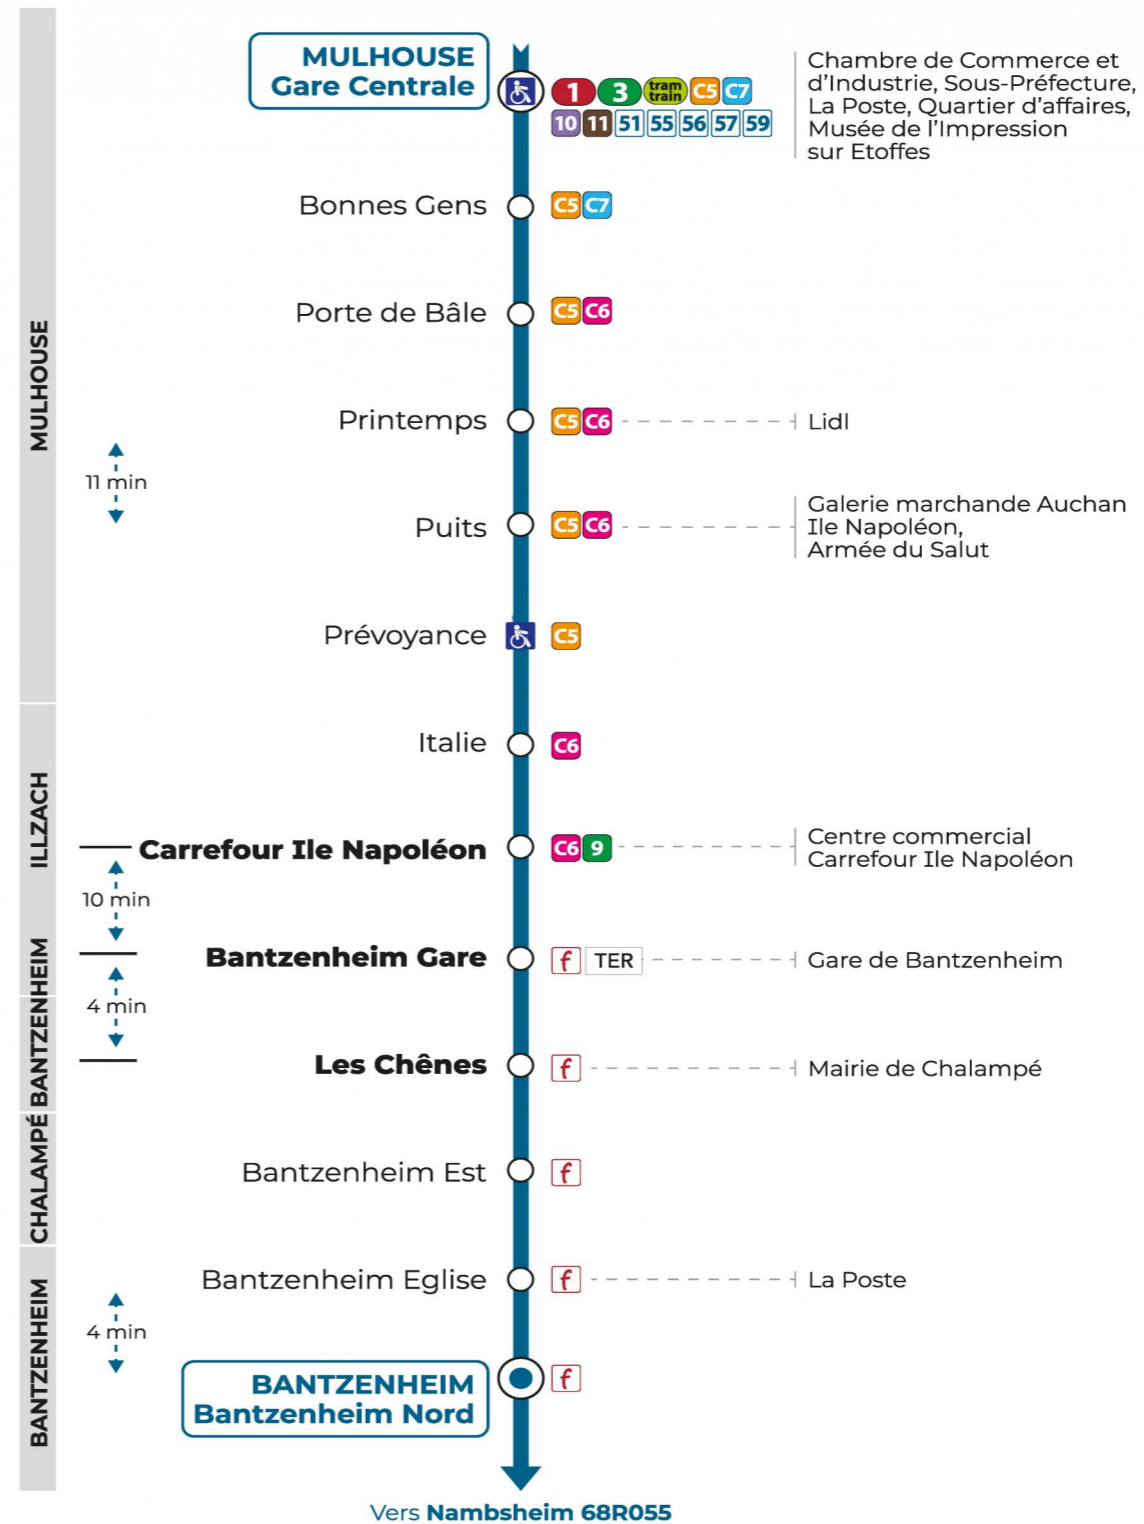 MULHOUSE
Gare Centrale
1 3 tram train C5 C7
10 11 51 55 56 57 59
Chambre de Commerce et
d’Industrie, Sous-Préfecture,
La Poste, Quartier d’affaires,
Musée de l’Impression
sur Etoffes
Bonnes Gens
C5 C7
Porte de Bâle
C5 C6
MULHOUSE
Printemps
C5 C6
Lidl
11 min
Puits
C5 C6
Galerie marchande Auchan
Ile Napoléon,
Armée du Salut
Prévoyance
C5
Italie
C6
ILLZACH
Carrefour Ile Napoléon
C6 9
Centre commercial
Carrefour Ile Napoléon
10 min
BANTZENHEIM
Bantzenheim Gare
f TER
Gare de Bantzenheim
4 min
Les Chênes
f
Mairie de Chalampé
CHALAMPÉ
Bantzenheim Est
f
Bantzenheim Eglise
f
La Poste
BANTZENHEIM
4 min
BANTZENHEIM
Bantzenheim Nord
f
Vers Nambsheim 68R055